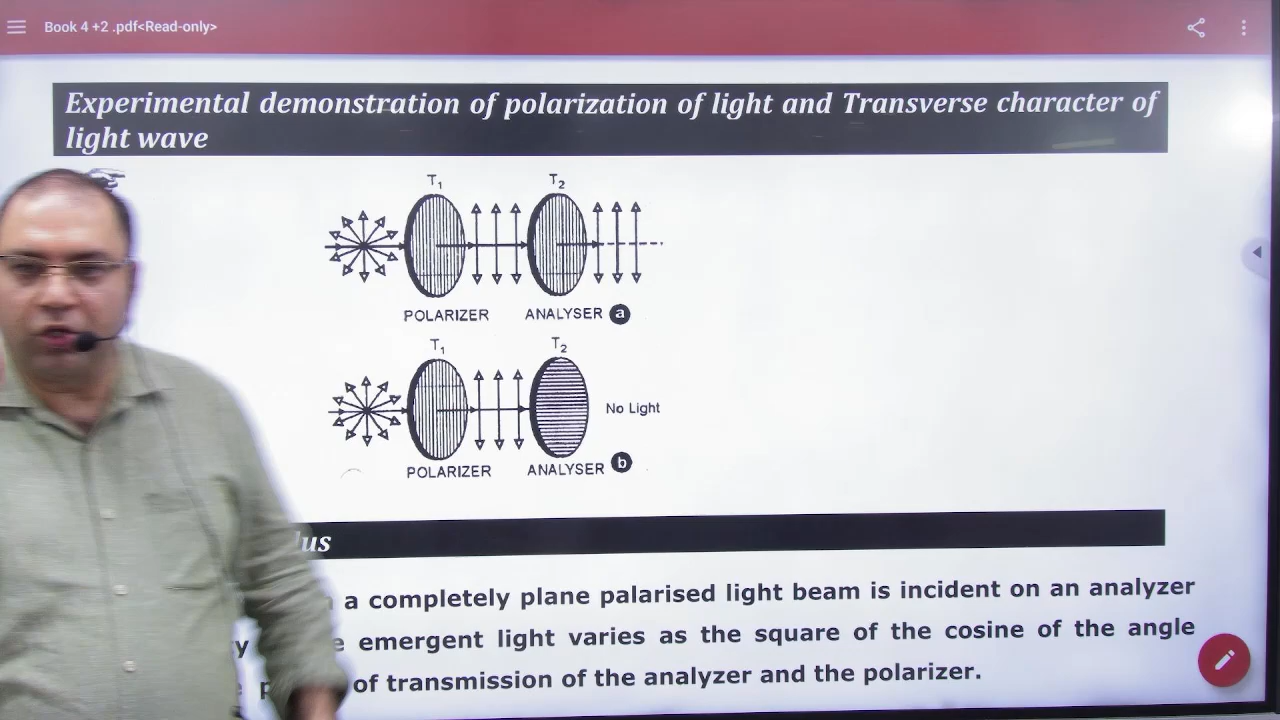 Book 4 +2 .pdf<Read-only>
Experimental demonstration of polarization of light and Transverse character of
light wave
T1 T2
POLARIZER ANALYSER a
T1 T2
No Light
POLARIZER ANALYSER b
lus
a completely plane palarised light beam is incident on an analyzer
y emergent light varies as the square of the cosine of the angle
of transmission of the analyzer and the polarizer.